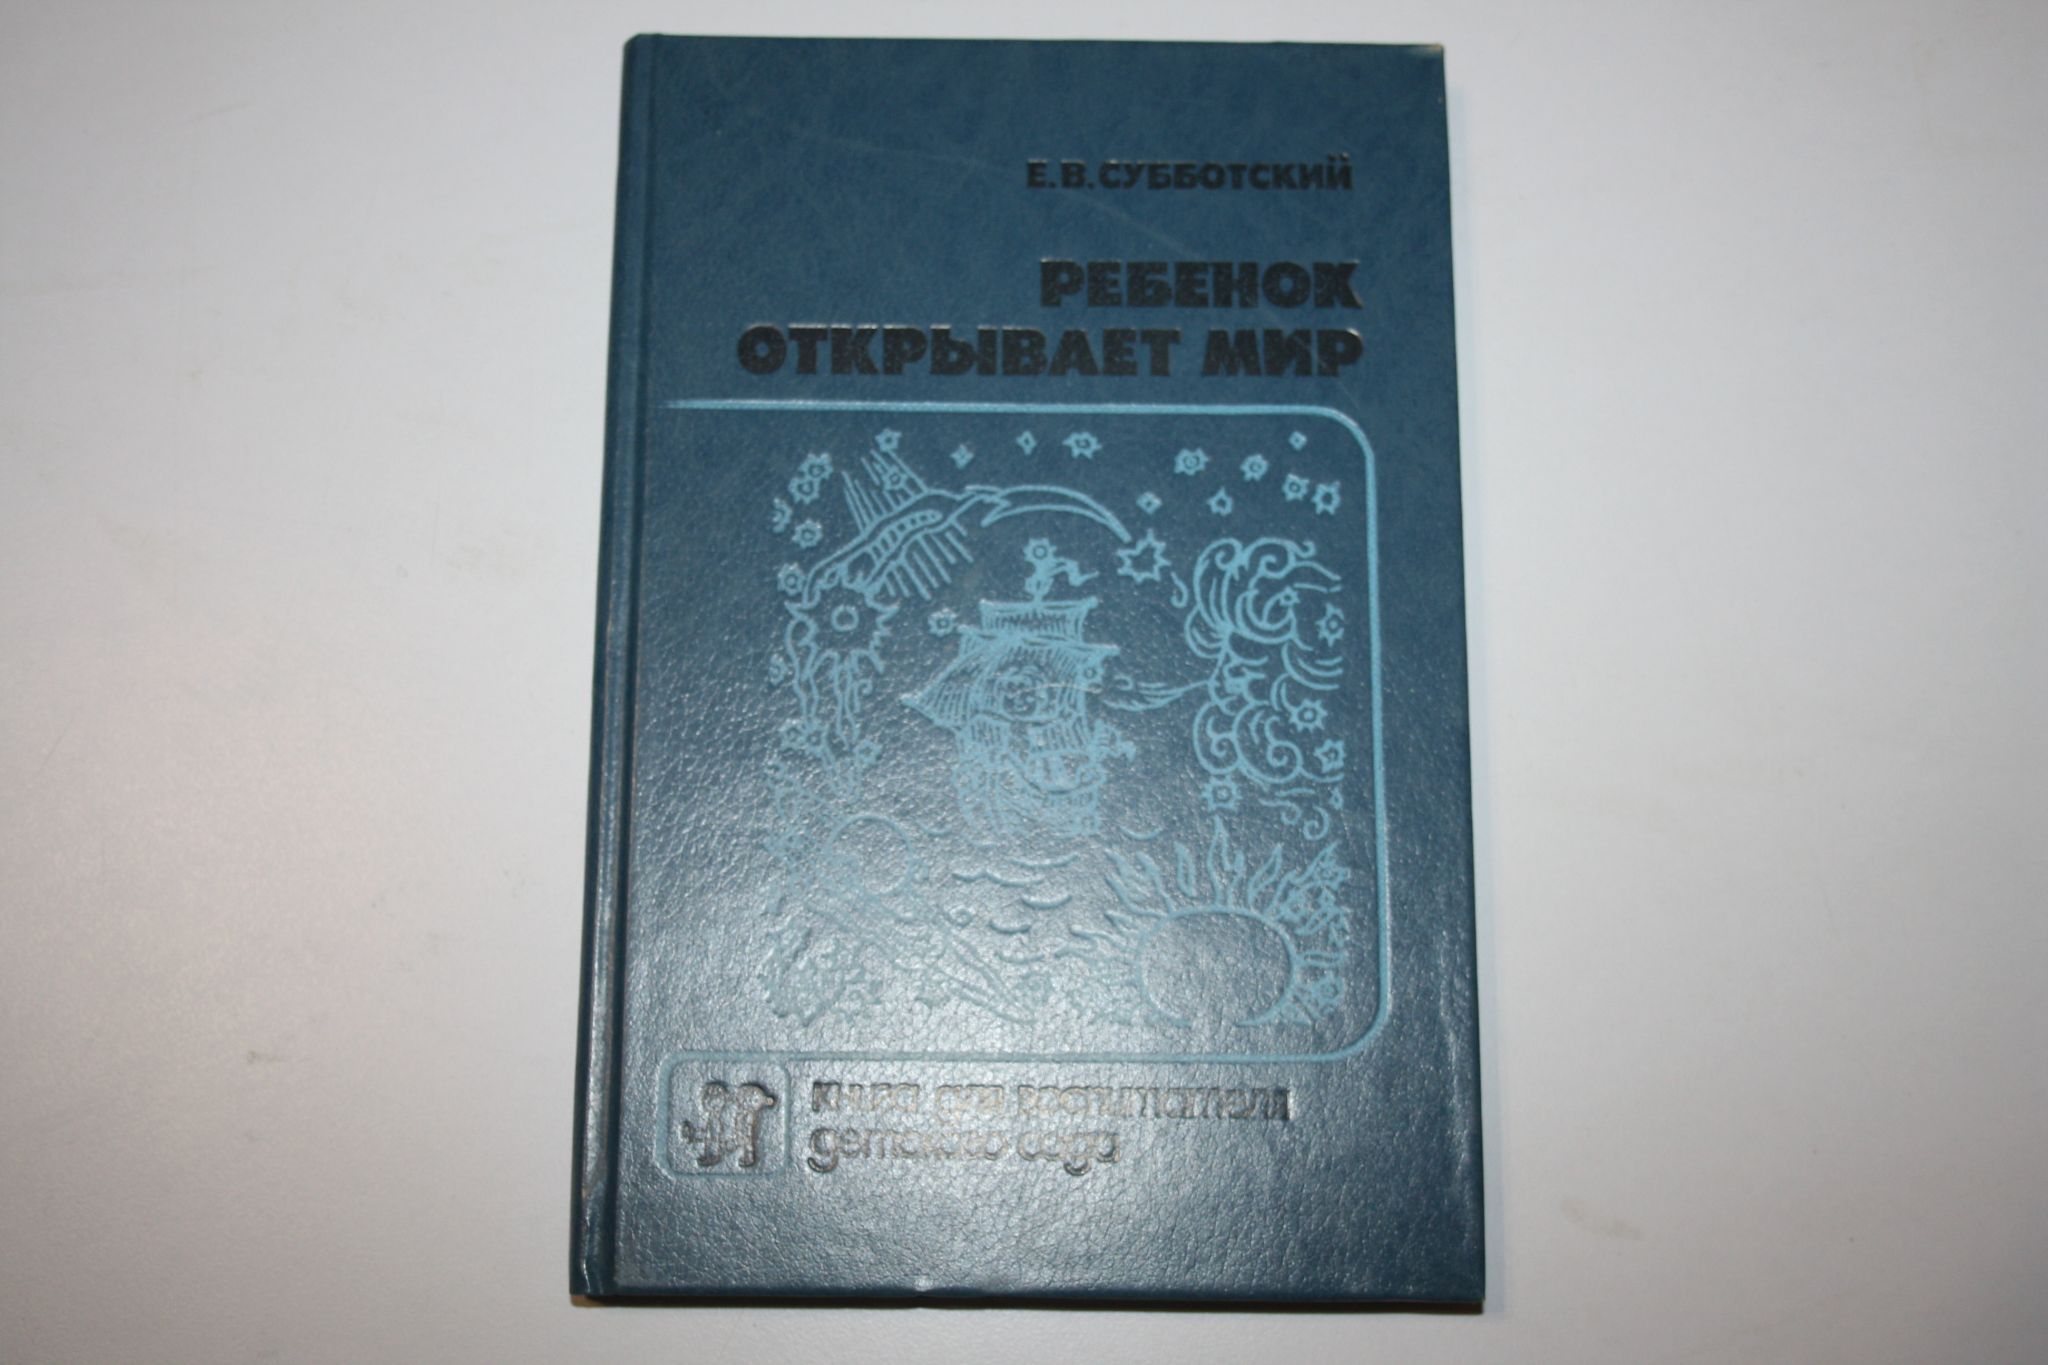 Е. В. СУББОТСКИЙ
РЕБЕНОК
ОТКРЫВАЕТ МИР
Книга для воспитателя
детского сада